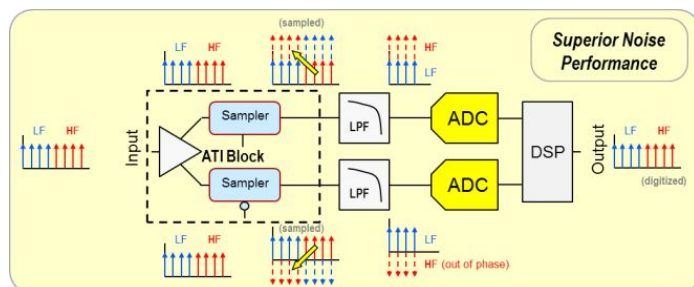 (sampled)
LF HF
HF
LF
Superior Noise
Performance
LF HF
Input
Sampler
ATI Block
Sampler
LPF
LPF
ADC
ADC
DSP
Output
LF HF
(digitized)
(sampled)
LF HF
LF
HF (out of phase)